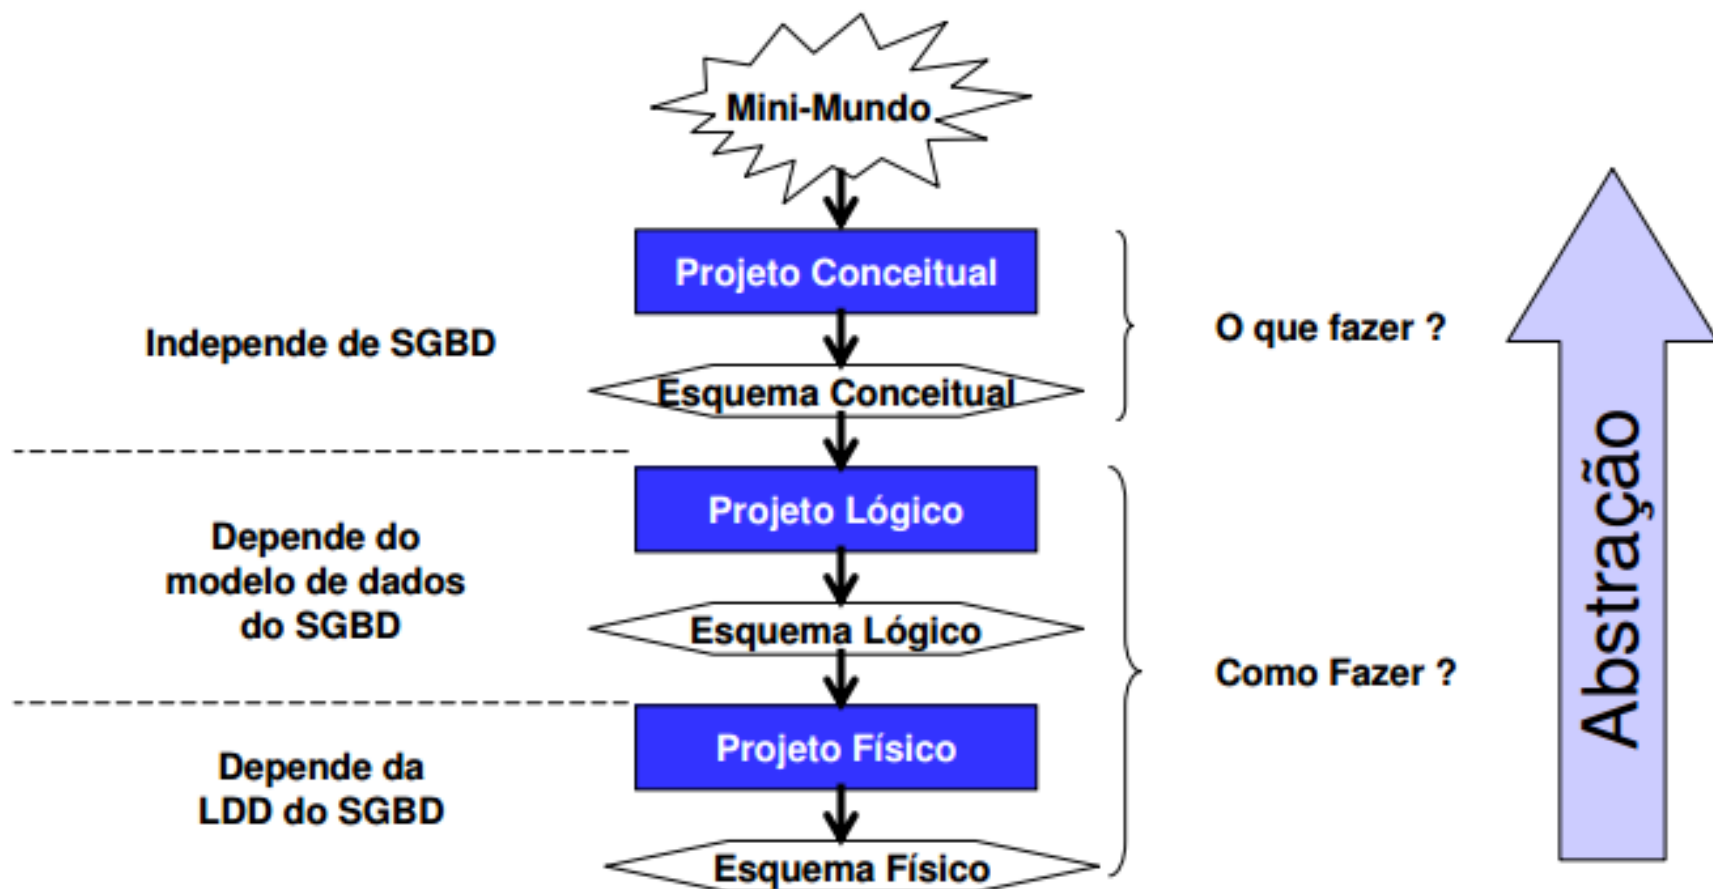 Mini-Mundo
Projeto Conceitual
Independe de SGBD
O que fazer ?
Esquema Conceitual
Projeto Lógico
Depende do
modelo de dados
do SGBD
Esquema Lógico
Como Fazer ?
Projeto Físico
Depende da
LDD do SGBD
Esquema Físico
Abstração